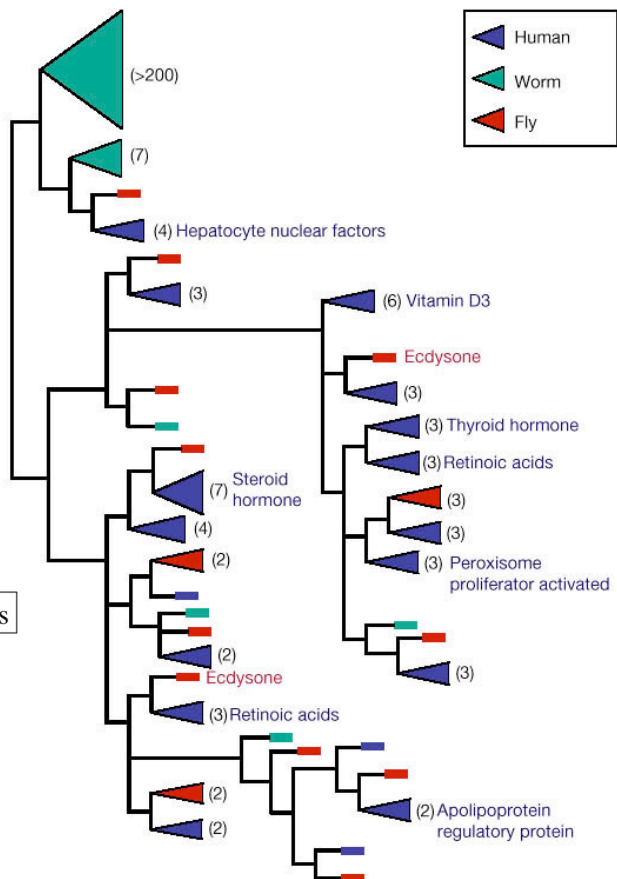 Human
Worm
Fly
(>200)
(7)
(4) Hepatocyte nuclear factors
(3)
(6) Vitamin D3
Ecdysone
(3)
(3) Thyroid hormone
(3) Retinoic acids
(7) Steroid
hormone
(3)
(4)
(3)
(2)
(3) Peroxisome
proliferator activated
s
(2)
(3)
Ecdysone
(3) Retinoic acids
(2)
(2) Apolipoprotein
regulatory protein
(2)